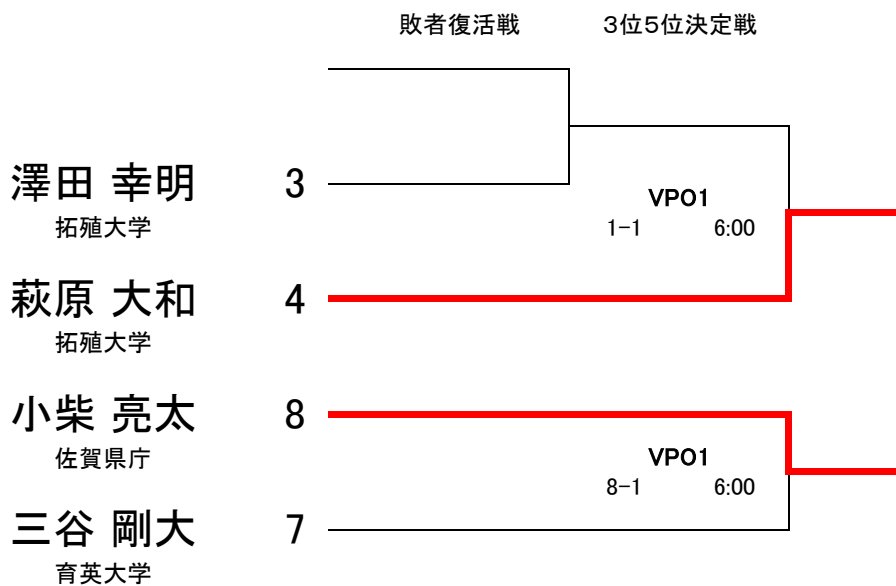 敗者復活戦 3位5位決定戦
澤田 幸明 3
拓殖大学
VPO1
1-1 6:00
萩原 大和 4
拓殖大学
小柴 亮太 8
佐賀県庁
VPO1
8-1 6:00
三谷 剛大 7
育英大学